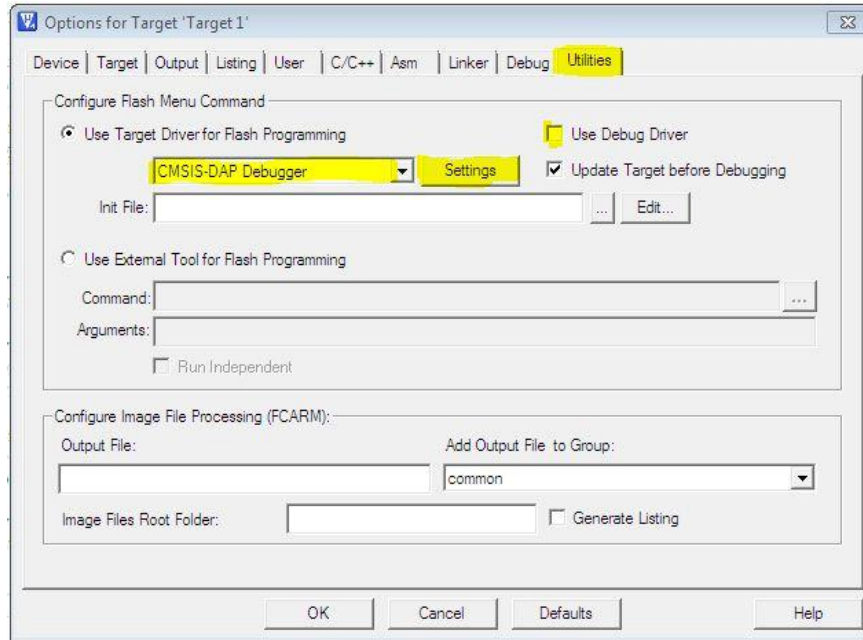 Options for Target 'Target 1'
Device Target Output Listing User C/C++ Asm Linker Debug Utilities
Configure Flash Menu Command
Use Target Driver for Flash Programming Use Debug Driver
CMSIS-DAP Debugger Settings Update Target before Debugging
Init File: ... Edit...
Use External Tool for Flash Programming
Command: ...
Arguments:
Run Independent
Configure Image File Processing (FCARM):
Output File: Add Output File to Group:
common
Image Files Root Folder: Generate Listing
OK Cancel Defaults Help